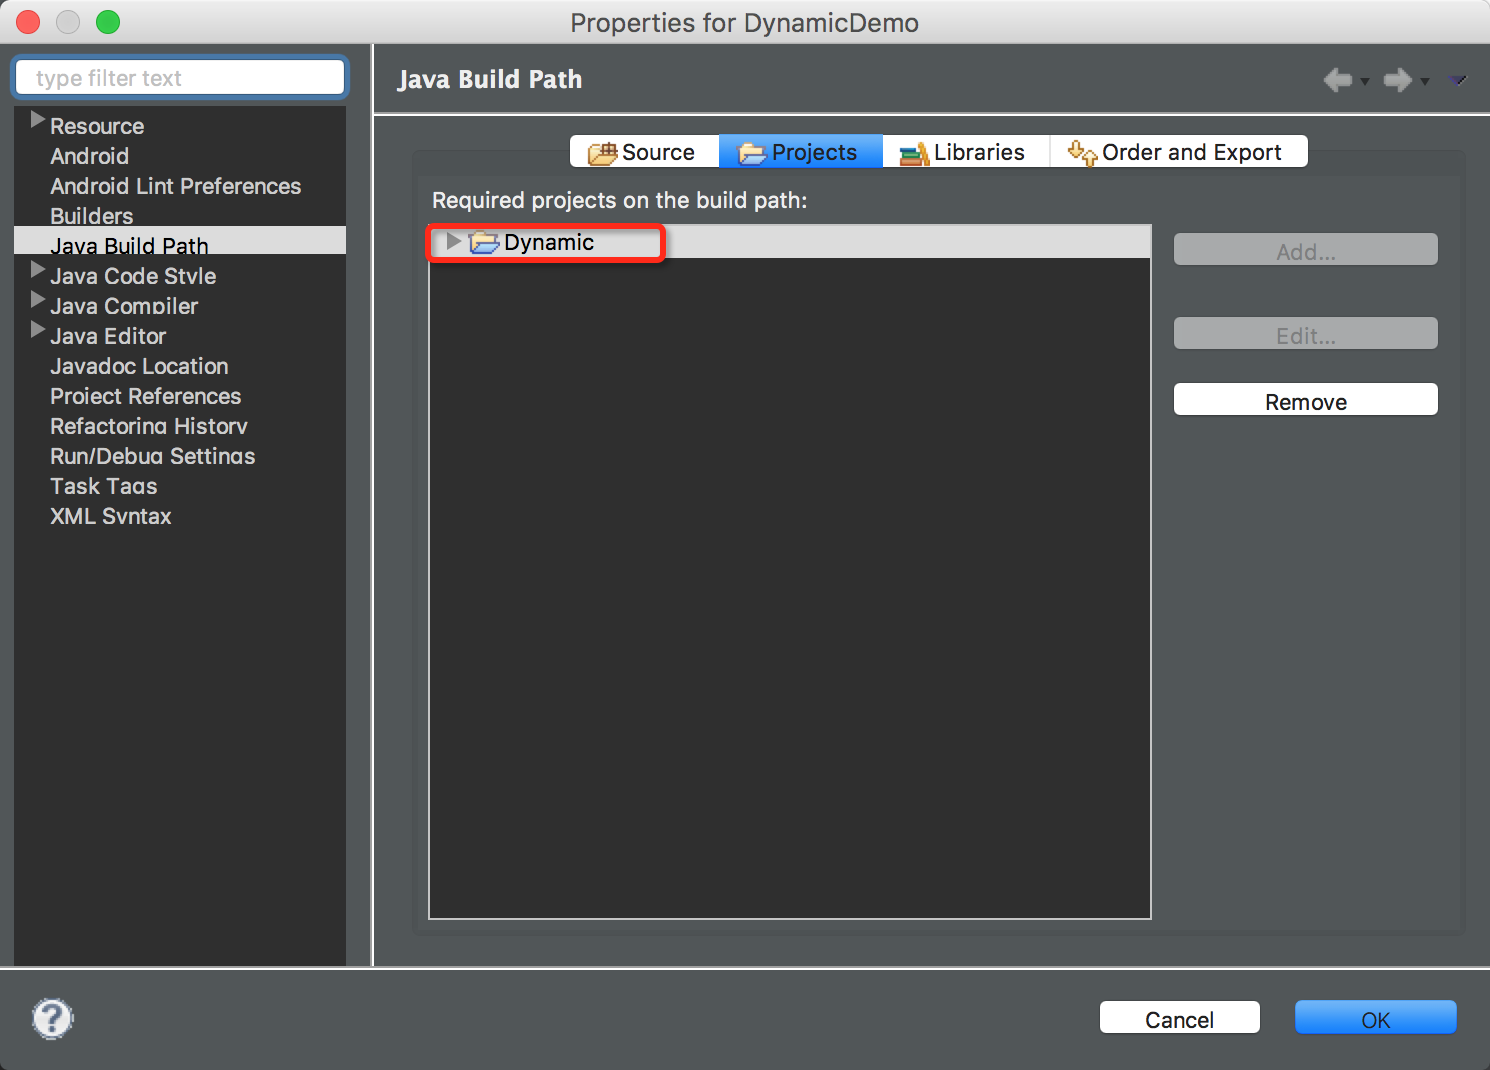 Properties for DynamicDemo
type filter text
Resource
Android
Android Lint Preferences
Builders
Java Build Path
Java Code Style
Java Compiler
Java Editor
Javadoc Location
Project References
Refactoring History
Run/Debug Settings
Task Tags
XML Syntax
Java Build Path
Source Projects Libraries Order and Export
Required projects on the build path:
Dynamic
Add...
Edit...
Remove
?
Cancel OK